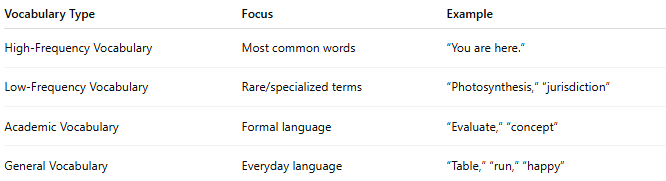 Vocabulary Type Focus Example
High-Frequency Vocabulary Most common words “You are here.”
Low-Frequency Vocabulary Rare/specialized terms “Photosynthesis,” “jurisdiction”
Academic Vocabulary Formal language “Evaluate,” “concept”
General Vocabulary Everyday language “Table,” “run,” “happy”